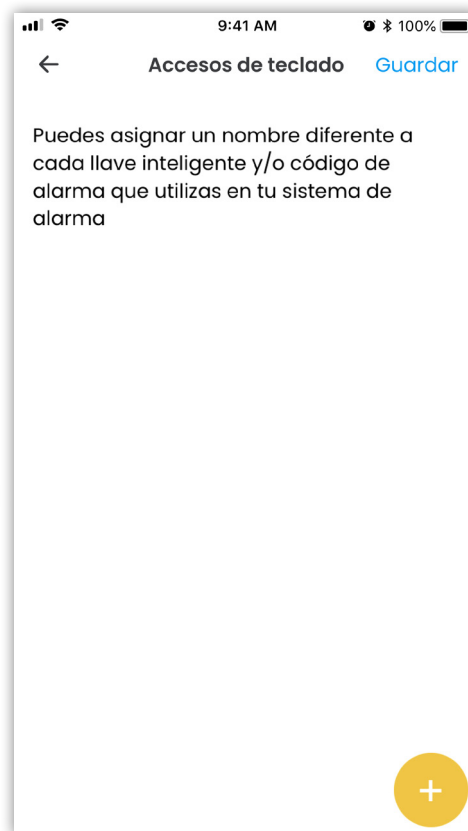 9:41 AM
100%
Accesos de teclado
Guardar
Puedes asignar un nombre diferente a
cada llave inteligente y/o código de
alarma que utilizas en tu sistema de
alarma
+